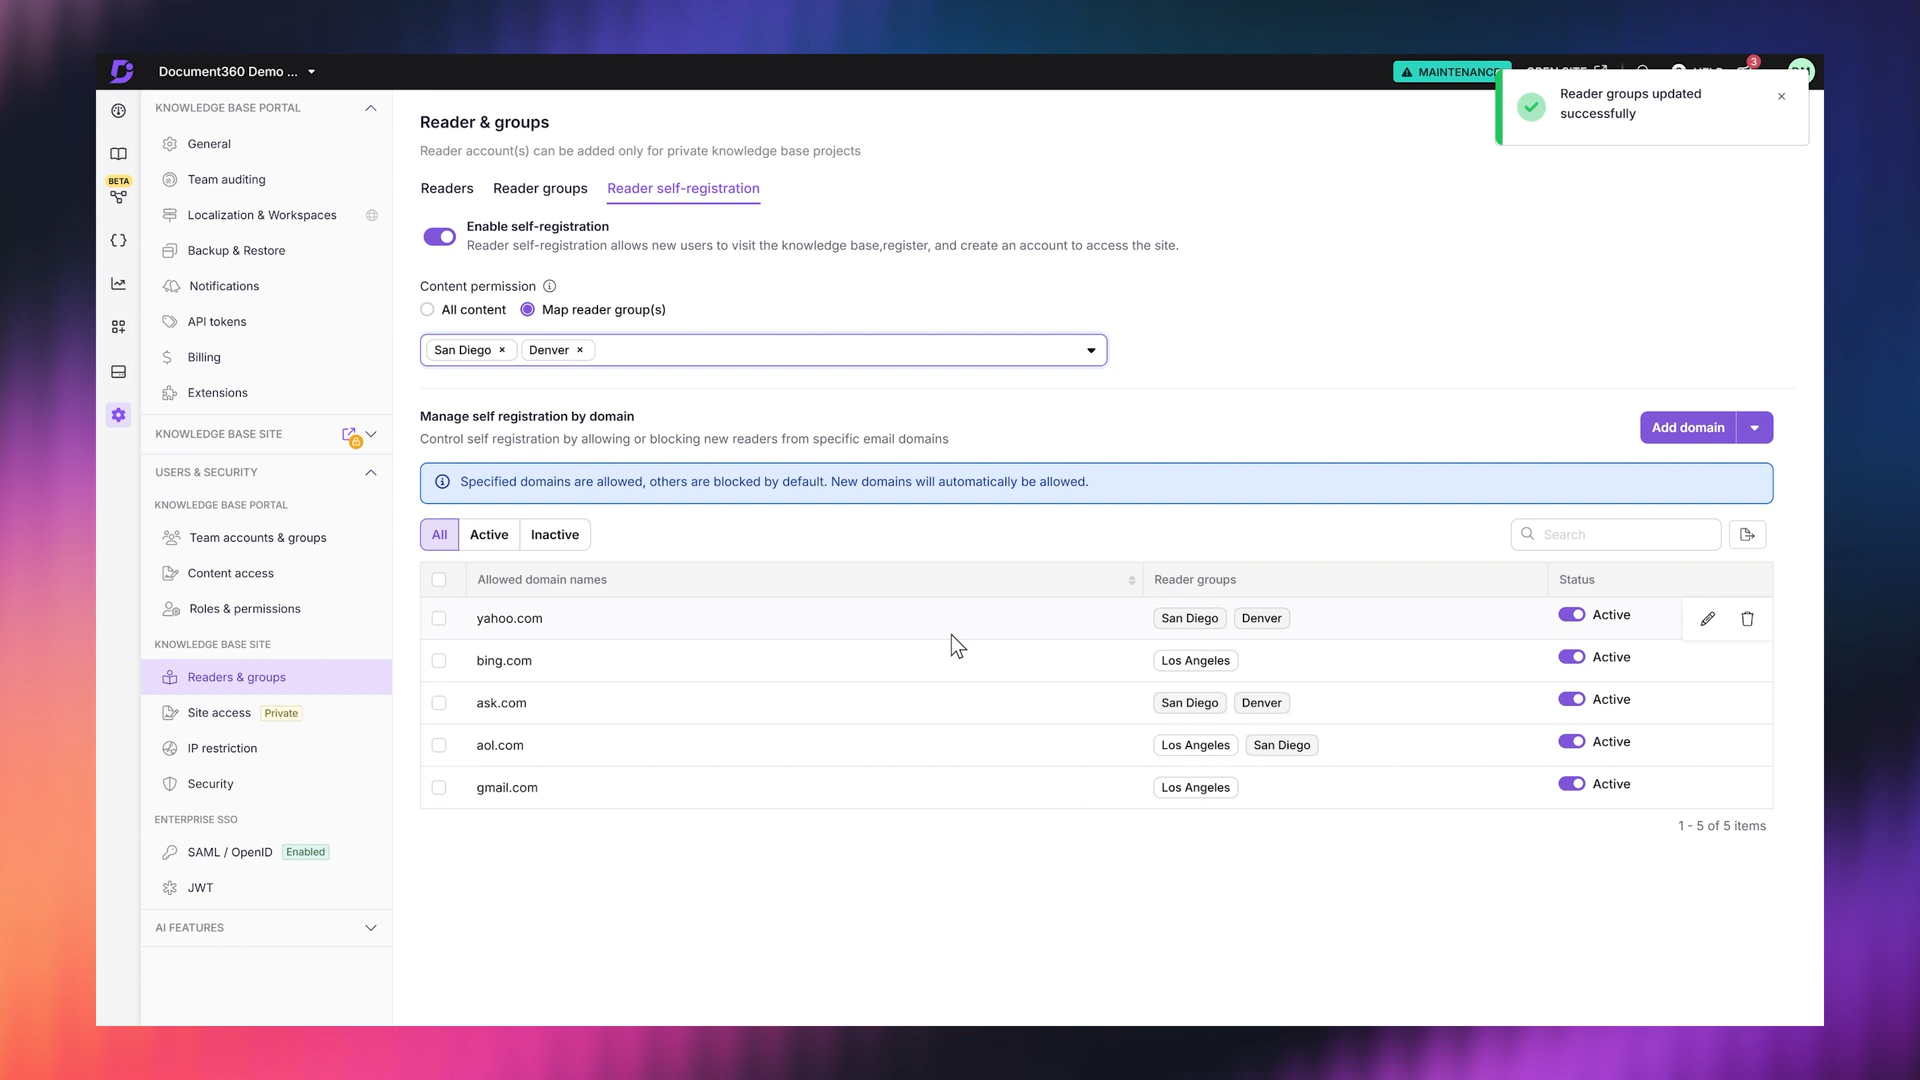 Document360 Demo ...
MAINTENANCE
3
Reader groups updated
successfully
BETA
KNOWLEDGE BASE PORTAL
General
Team auditing
Localization & Workspaces
Backup & Restore
Notifications
API tokens
Billing
Extensions
KNOWLEDGE BASE SITE
USERS & SECURITY
KNOWLEDGE BASE PORTAL
Team accounts & groups
Content access
Roles & permissions
KNOWLEDGE BASE SITE
Readers & groups
Site access Private
IP restriction
Security
ENTERPRISE SSO
SAML / OpenID Enabled
JWT
AI FEATURES
Reader & groups
Reader account(s) can be added only for private knowledge base projects
Readers Reader groups Reader self-registration
Enable self-registration
Reader self-registration allows new users to visit the knowledge base,register, and create an account to access the site.
Content permission
All content Map reader group(s)
San Diego × Denver ×
Manage self registration by domain
Control self registration by allowing or blocking new readers from specific email domains
Add domain
Specified domains are allowed, others are blocked by default. New domains will automatically be allowed.
All Active Inactive
Search
Allowed domain names Reader groups Status
yahoo.com San Diego Denver Active
bing.com Los Angeles Active
ask.com San Diego Denver Active
aol.com Los Angeles San Diego Active
gmail.com Los Angeles Active
1 - 5 of 5 items